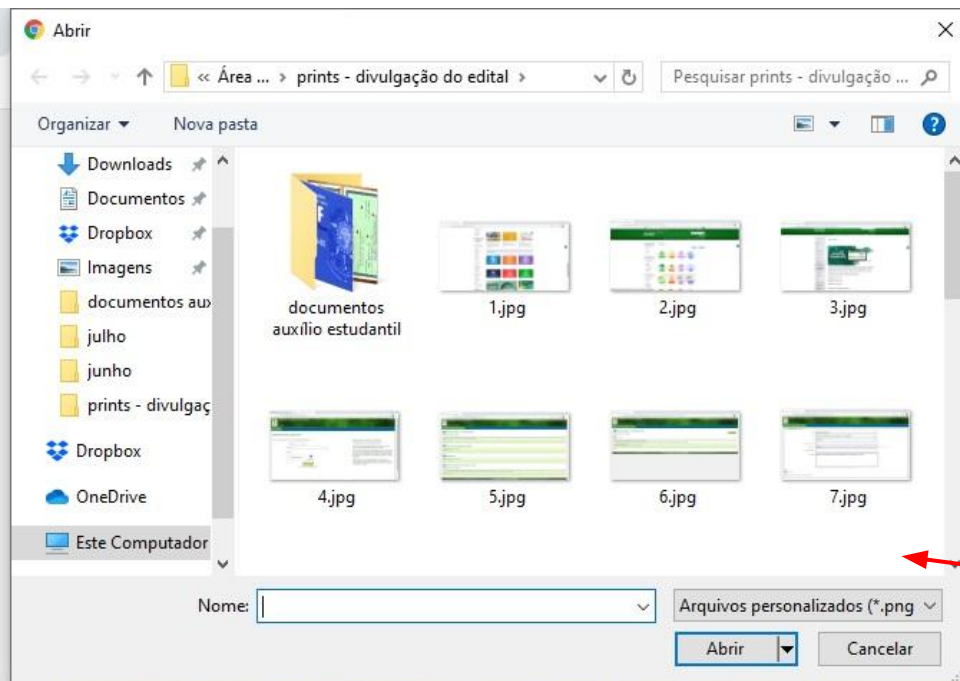 Abrir
« Área ... › prints - divulgação do edital ›
Pesquisar prints - divulgação ...
Organizar
Nova pasta
Downloads
Documentos
Dropbox
Imagens
documentos aux
julho
junho
prints - divulgaç
Dropbox
OneDrive
Este Computador
documentos
auxílio estudantil
1.jpg
2.jpg
3.jpg
4.jpg
5.jpg
6.jpg
7.jpg
Nome:
Arquivos personalizados (*.png
Abrir
Cancelar